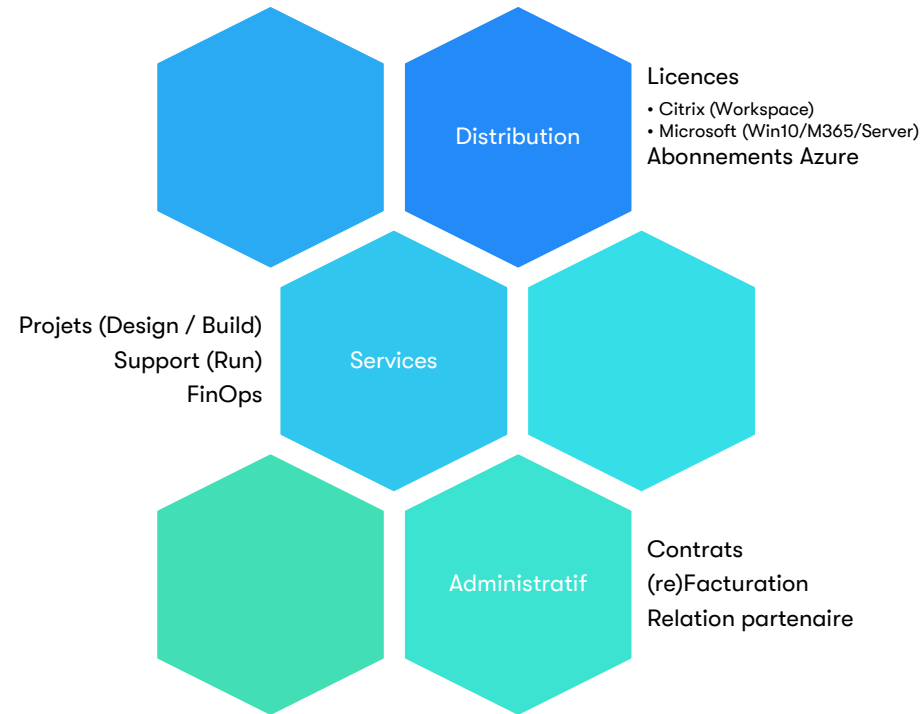 Distribution
Licences
• Citrix (Workspace)
• Microsoft (Win10/M365/Server)
Abonnements Azure
Projets (Design / Build)
Support (Run)
FinOps
Services
Administratif
Contrats
(re)Facturation
Relation partenaire